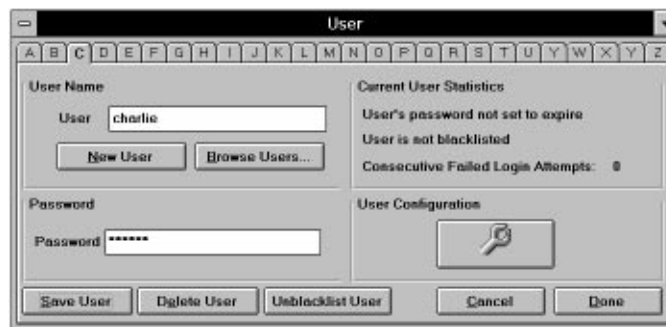 User
A B C D E F G H I J K L M N O P Q R S T U Y W X Y Z
User Name
User charlie
New User Browse Users...
Current User Statistics
User's password not set to expire
User is not blacklisted
Consecutive Failed Login Attempts: 0
Password
Password ******
User Configuration
Save User Delete User Unblacklist User Cancel Done